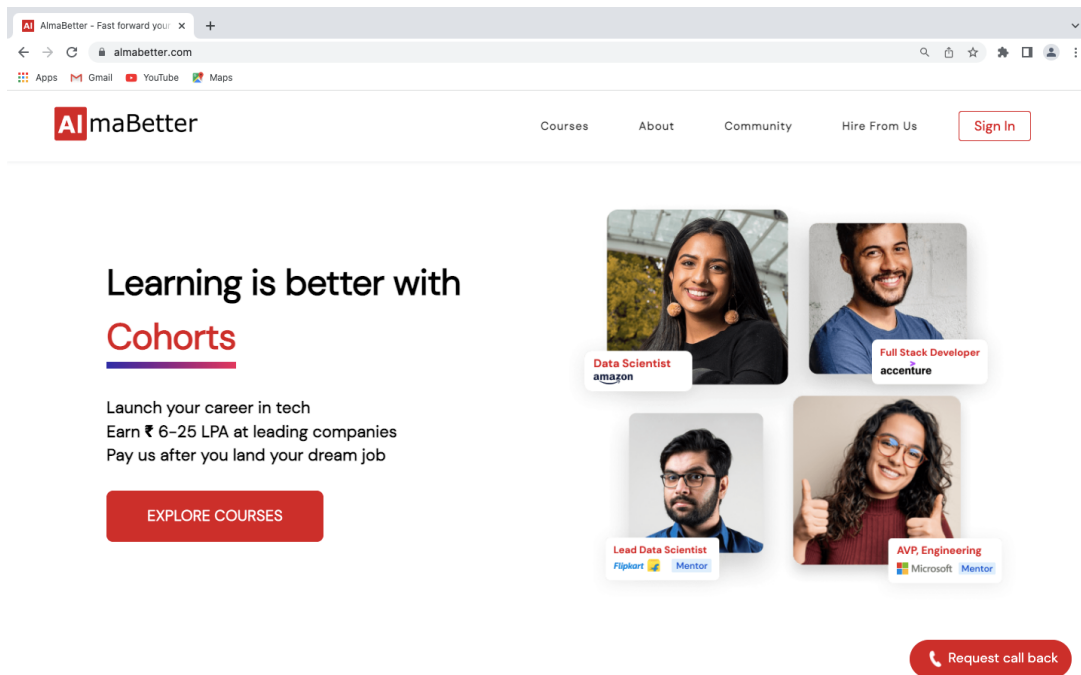 AI AlmaBetter - Fast forward your
almabetter.com
Apps Gmail YouTube Maps
AlmaBetter
Courses About Community Hire From Us Sign In
Learning is better with
Cohorts
Launch your career in tech
Earn ₹ 6-25 LPA at leading companies
Pay us after you land your dream job
EXPLORE COURSES
Data Scientist
amazon
Full Stack Developer
accenture
Lead Data Scientist
Flipkart Mentor
AVP, Engineering
Microsoft Mentor
Request call back